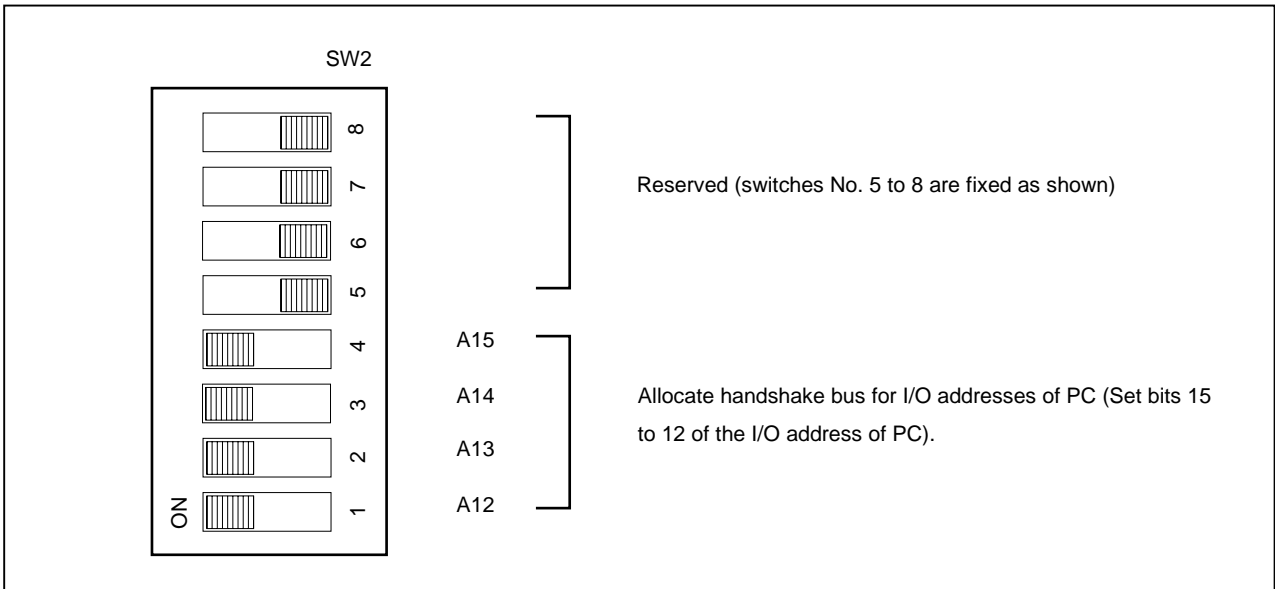 SW2
8
7
Reserved (switches No. 5 to 8 are fixed as shown)
6
5
4
A15
3
A14
Allocate handshake bus for I/O addresses of PC (Set bits 15
to 12 of the I/O address of PC).
2
A13
ON
1
A12